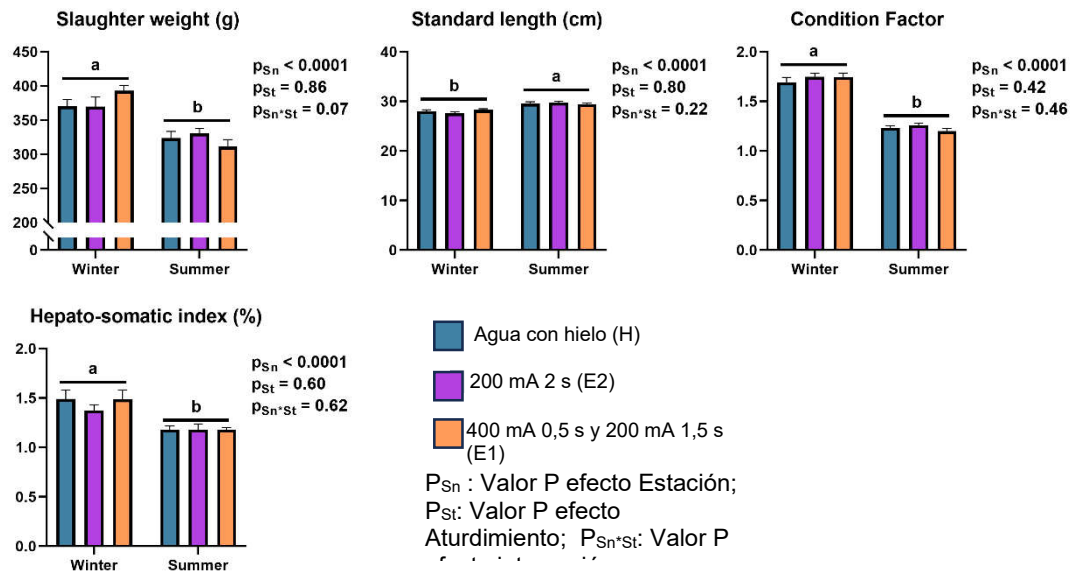 Slaughter weight (g)
450
400
350
300
250
200
0
a
b
Winter
Summer
pSn < 0.0001
pSt = 0.86
pSn*St = 0.07
Standard length (cm)
40
30
20
10
0
b
a
Winter
Summer
pSn < 0.0001
pSt = 0.80
pSn*St = 0.22
Condition Factor
2.0
1.5
1.0
0.5
0.0
a
b
Winter
Summer
pSn < 0.0001
pSt = 0.42
pSn*St = 0.46
Hepato-somatic index (%)
2.0
1.5
1.0
0.5
0.0
a
b
Winter
Summer
pSn < 0.0001
pSt = 0.60
pSn*St = 0.62
Agua con hielo (H)
200 mA 2 s (E2)
400 mA 0,5 s y 200 mA 1,5 s
(E1)
PSn : Valor P efecto Estación;
PSt: Valor P efecto
Aturdimiento; PSn*St: Valor P